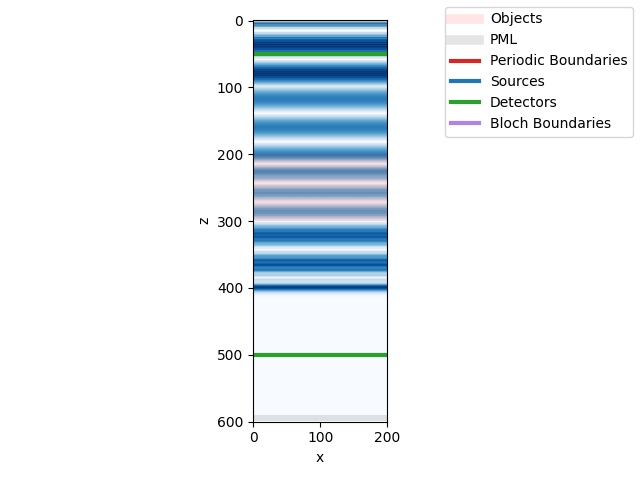 0
100
200
300
400
500
600
z
0
100
200
x
Objects
PML
Periodic Boundaries
Sources
Detectors
Bloch Boundaries